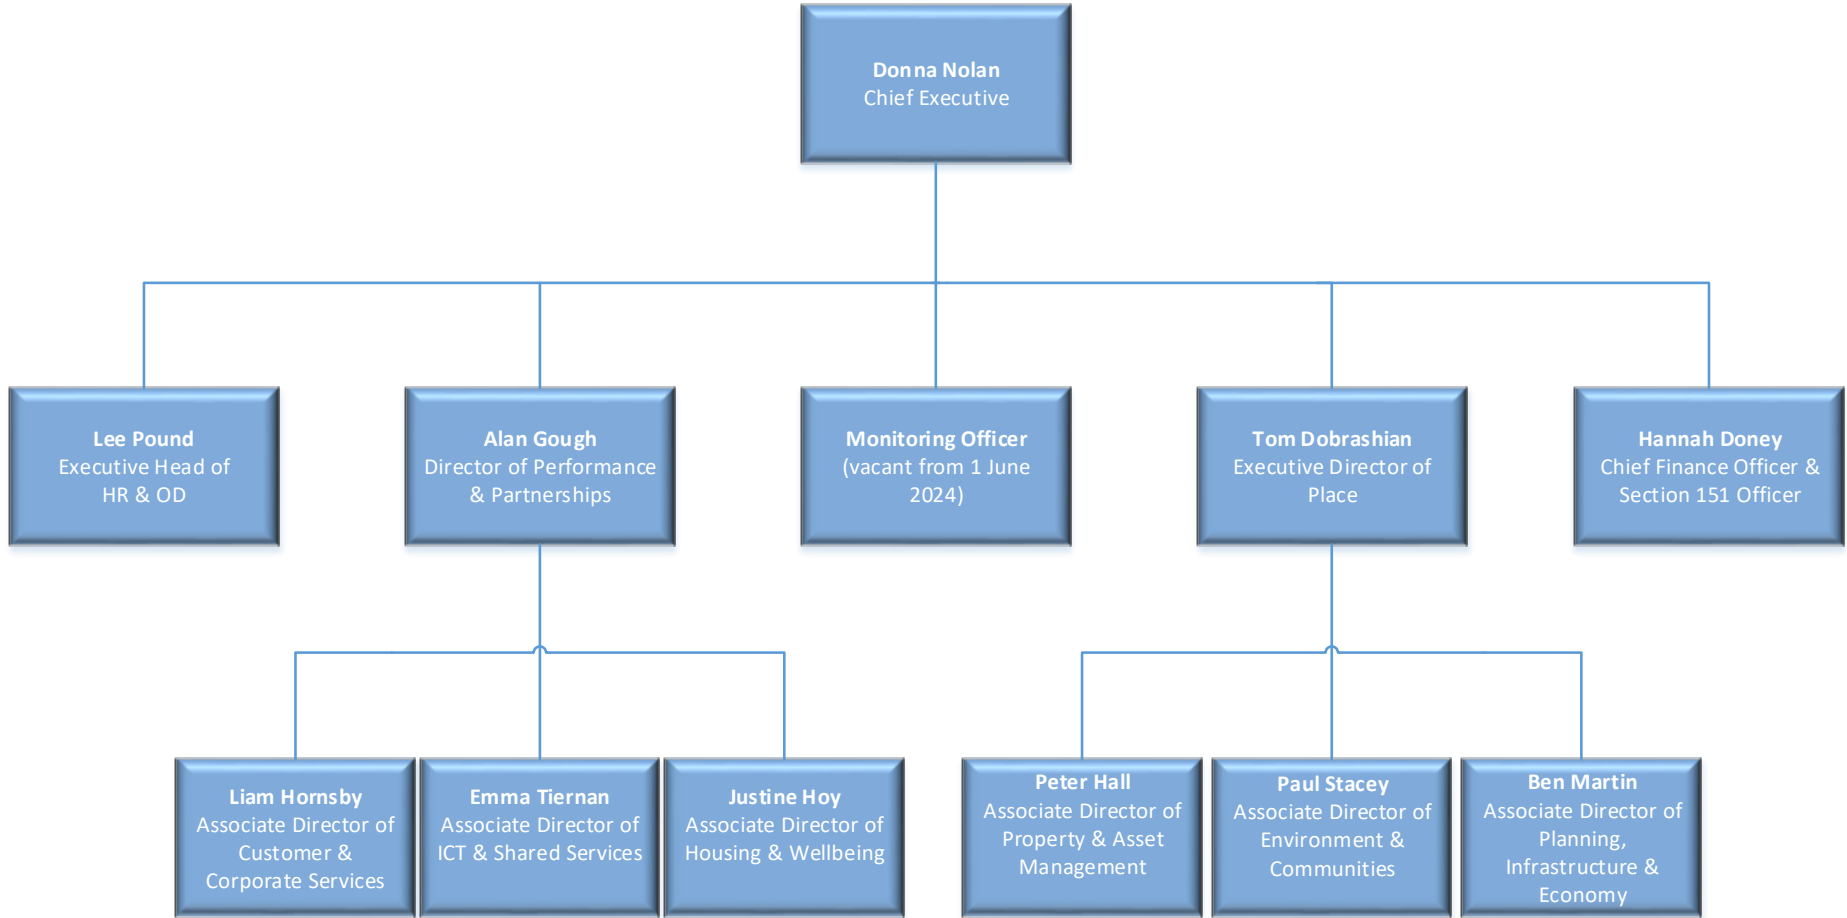 Donna Nolan
Chief Executive
Lee Pound
Executive Head of
HR & OD
Alan Gough
Director of Performance
& Partnerships
Monitoring Officer
(vacant from 1 June
2024)
Tom Dobrashian
Executive Director of
Place
Hannah Doney
Chief Finance Officer &
Section 151 Officer
Liam Hornsby
Associate Director of
Customer &
Corporate Services
Emma Tiernan
Associate Director of
ICT & Shared Services
Justine Hoy
Associate Director of
Housing & Wellbeing
Peter Hall
Associate Director of
Property & Asset
Management
Paul Stacey
Associate Director of
Environment &
Communities
Ben Martin
Associate Director of
Planning,
Infrastructure &
Economy